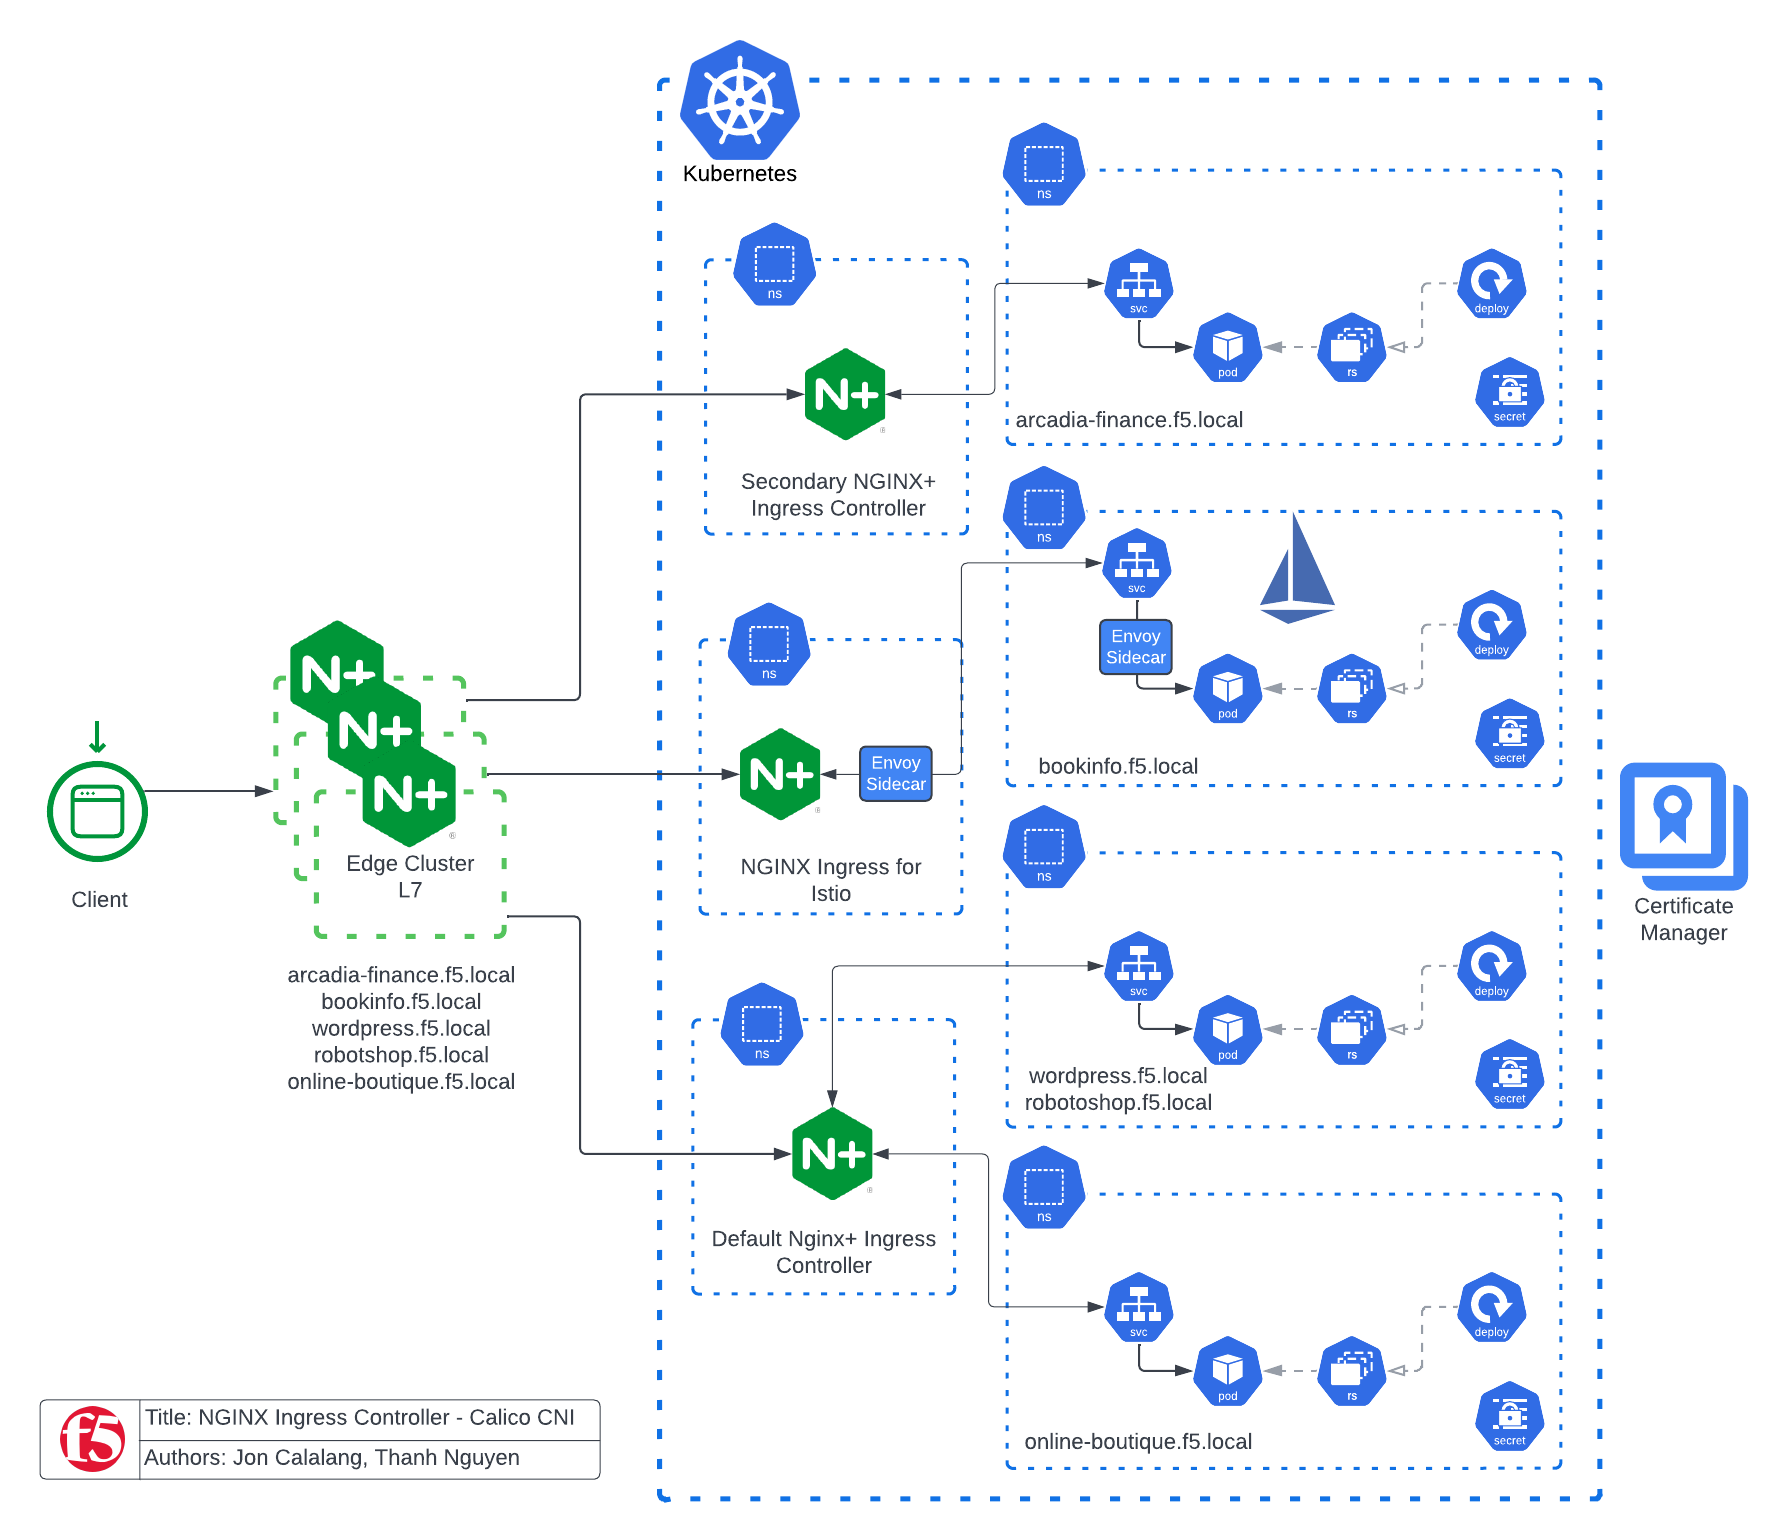 Kubernetes
ns
svc
deploy
pod
rs
secret
arcadia-finance.f5.local
ns
N+
®
Secondary NGINX+
Ingress Controller
ns
svc
Envoy
Sidecar
deploy
pod
rs
secret
bookinfo.f5.local
ns
N+
®
Envoy
Sidecar
NGINX Ingress for
Istio
N+
N+
N+
®
Edge Cluster
L7
Client
arcadia-finance.f5.local
bookinfo.f5.local
wordpress.f5.local
robotshop.f5.local
online-boutique.f5.local
Certificate
Manager
ns
svc
deploy
pod
rs
secret
wordpress.f5.local
robotoshop.f5.local
ns
N+
®
Default Nginx+ Ingress
Controller
ns
svc
deploy
pod
rs
secret
online-boutique.f5.local
f5
Title: NGINX Ingress Controller - Calico CNI
Authors: Jon Calalang, Thanh Nguyen